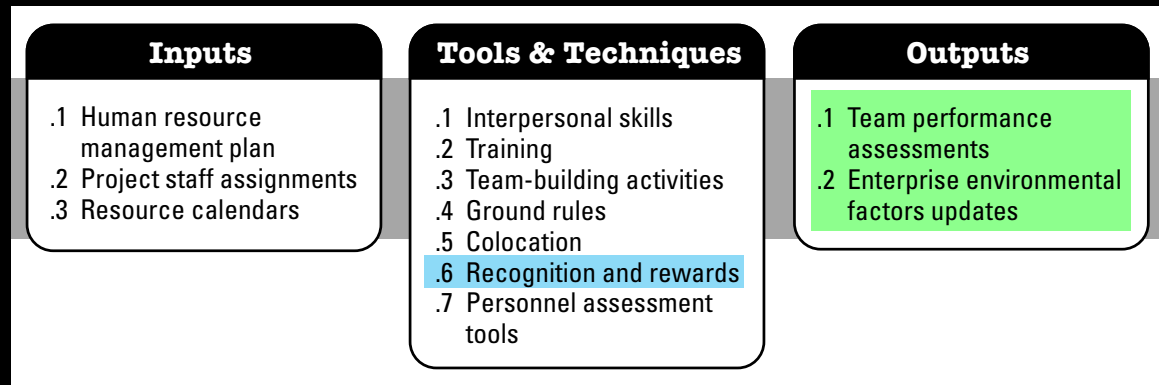 Inputs
.1 Human resource
management plan
.2 Project staff assignments
.3 Resource calendars
Tools & Techniques
.1 Interpersonal skills
.2 Training
.3 Team-building activities
.4 Ground rules
.5 Colocation
.6 Recognition and rewards
.7 Personnel assessment
tools
Outputs
.1 Team performance
assessments
.2 Enterprise environmental
factors updates